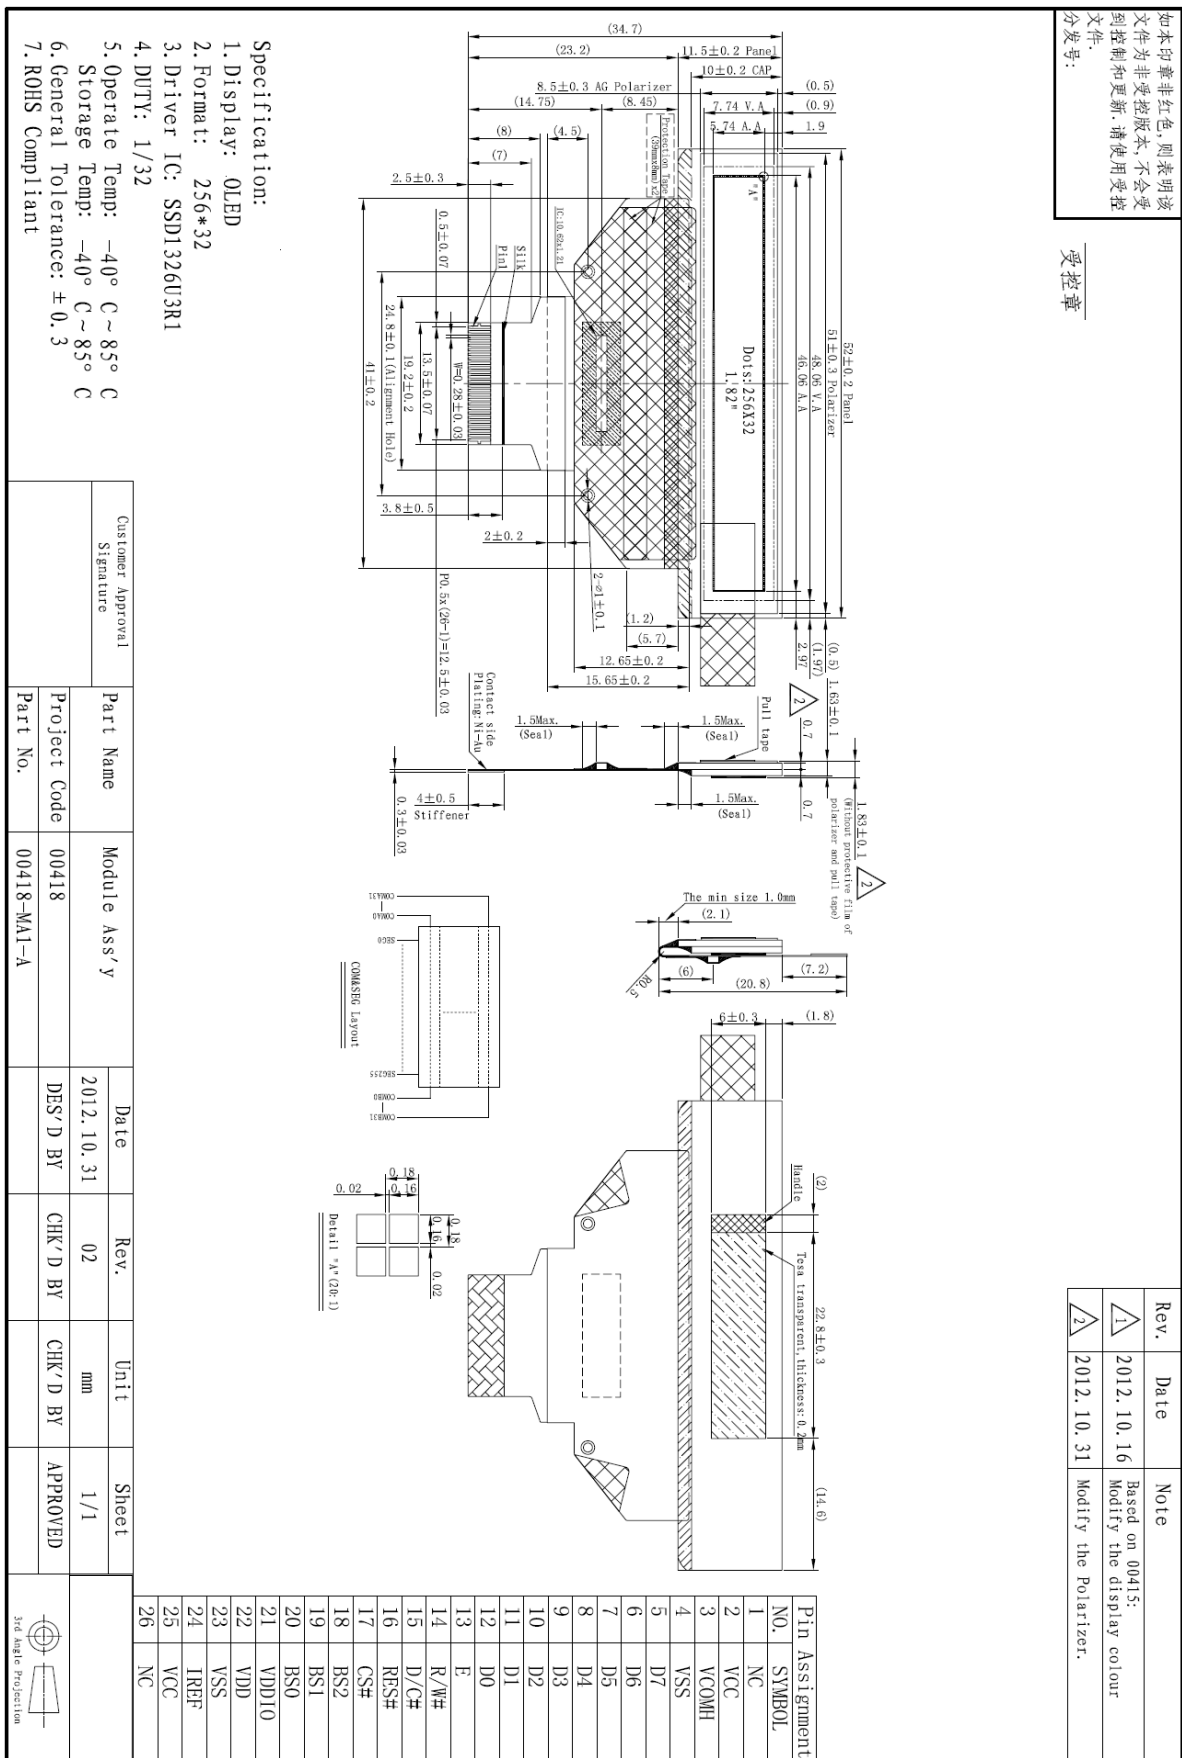 如本印章非红色,则表明该
文件为非受控版本,不会受
到控制和更新.请使用受控
文件.
分发号:
受控章
Rev. Date Note
1 2012.10.16 Based on 00415:
Modify the display colour
2 2012.10.31 Modify the Polarizer.
(34.7)
(23.2)
11.5±0.2 Panel
10±0.2 CAP
8.5±0.3 AG Polarizer
(0.5)
(14.75)
(8.45)
7.74 V.A
(0.9)
(8)
(4.5)
5.74 A.A
1.9
(7)
2.5±0.3
Protection Tape
(39mmx8mm)x2
IC:10.62x1.21
"A"
Silk
Pin1
0.5±0.07
W=0.28±0.03
13.5±0.07
19.2±0.2
24.8±0.1(Alignment Hole)
41±0.2
Dots:256X32
1.82"
52±0.2 Panel
51±0.3 Polarizer
48.06 V.A
46.06 A.A
3.8±0.5
2±0.2
2-ø1±0.1
P0.5x(26-1)=12.5±0.03
(1.2)
(5.7)
12.65±0.2
15.65±0.2
(0.5)
(1.97)
2.97
Contact side
Plating:Ni-Au
1.5Max.
(Seal)
1.5Max.
(Seal)
1.5Max.
(Seal)
Pull tape
2
0.7
1.63±0.1
0.7
1.83±0.1
(Without protective film of
polarizer and pull tape)
2
4±0.5
Stiffener
0.3±0.03
The min size 1.0mm
(2.1)
(6)
(7.2)
(20.8)
R0.5
COMA31
COMA0
SEG0
SEG255
COMB0
COMB31
COM&SEG Layout
6±0.3
(1.8)
Handle
(2)
Tesa transparent,thickness:0.2mm
22.8±0.3
(14.6)
0.18
0.16
0.02
0.18
0.16
0.02
Detail "A"(20:1)
Specification:
1.Display: OLED
2.Format: 256*32
3.Driver IC: SSD1326U3R1
4.DUTY: 1/32
5.Operate Temp: -40° C~85° C
Storage Temp: -40° C~85° C
6.General Tolerance:±0.3
7.ROHS Compliant
Pin Assignment
NO. SYMBOL
1 NC
2 VCC
3 VCOMH
4 VSS
5 D7
6 D6
7 D5
8 D4
9 D3
10 D2
11 D1
12 D0
13 E
14 R/W#
15 D/C#
16 RES#
17 CS#
18 BS2
19 BS1
20 BS0
21 VDDIO
22 VDD
23 VSS
24 IREF
25 VCC
26 NC
Customer Approval
Signature
Part Name Module Ass'y
Project Code 00418
Part No. 00418-MA1-A
Date Rev. Unit Sheet
2012.10.31 02 mm 1/1
DES'D BY CHK'D BY CHK'D BY APPROVED
3rd Angle Projection